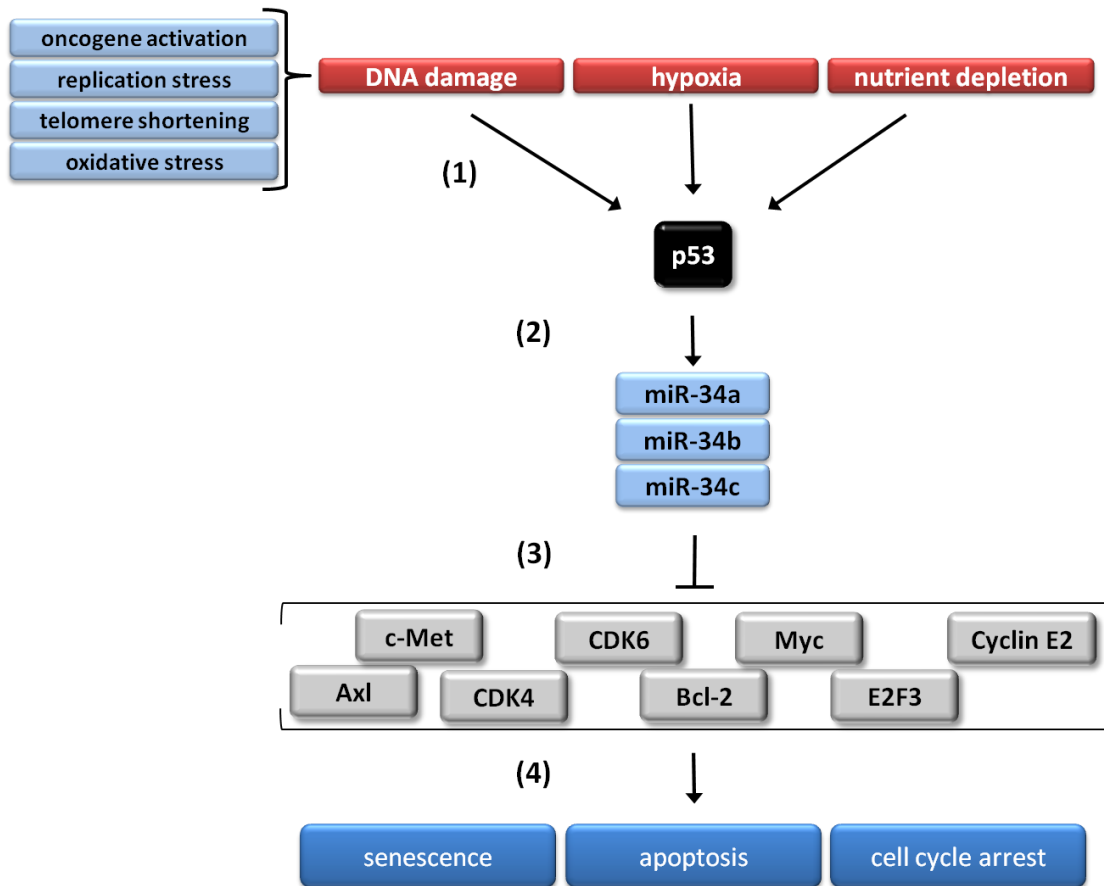 oncogene activation
replication stress
telomere shortening
oxidative stress
DNA damage
hypoxia
nutrient depletion
(1)
p53
(2)
miR-34a
miR-34b
miR-34c
(3)
c-Met
CDK6
Myc
Cyclin E2
Axl
CDK4
Bcl-2
E2F3
(4)
senescence
apoptosis
cell cycle arrest